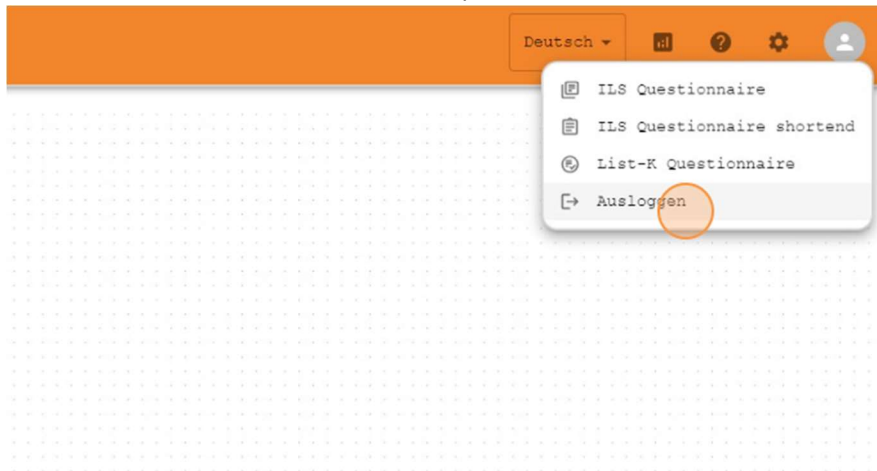 Deutsch
ILS Questionnaire
ILS Questionnaire shortend
List-K Questionnaire
Ausloggen